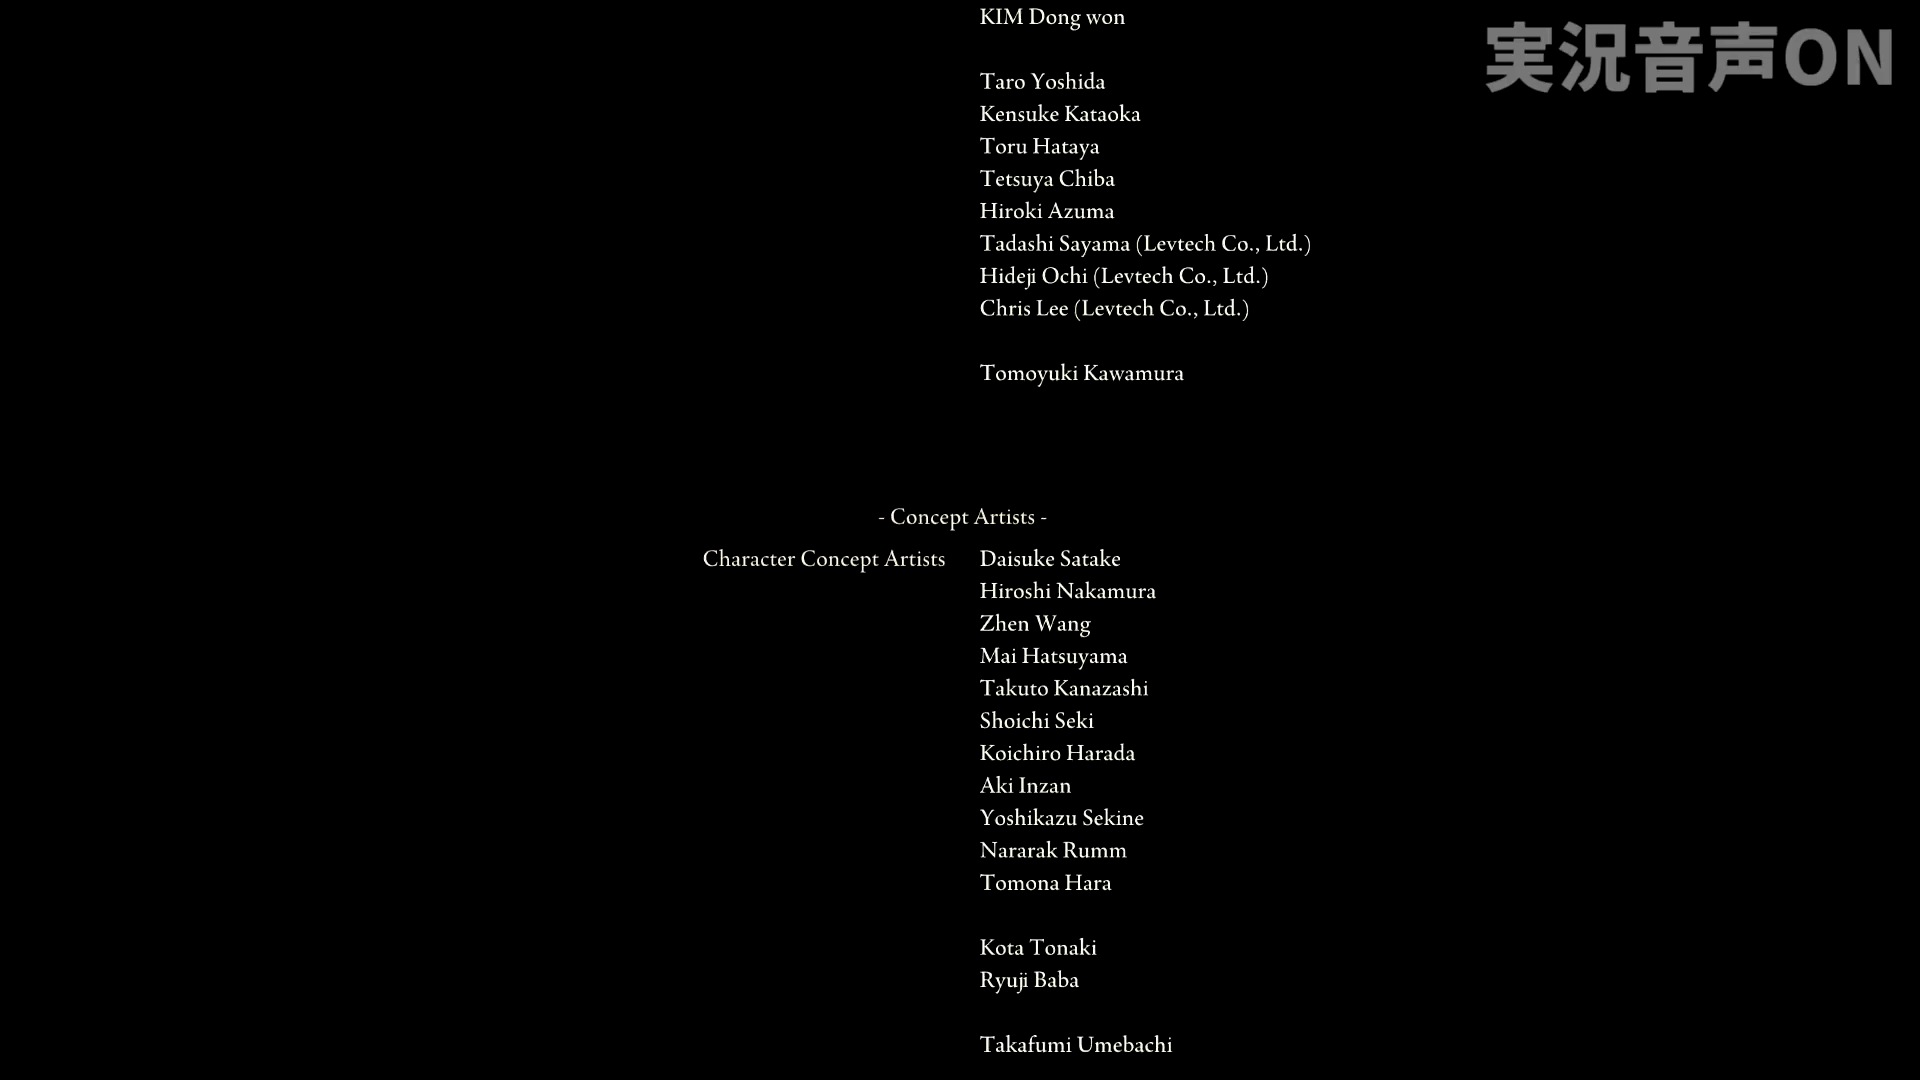 KIM Dong won
実況音声ON
Taro Yoshida
Kensuke Kataoka
Toru Hataya
Tetsuya Chiba
Hiroki Azuma
Tadashi Sayama (Levtech Co., Ltd.)
Hideji Ochi (Levtech Co., Ltd.)
Chris Lee (Levtech Co., Ltd.)
Tomoyuki Kawamura
- Concept Artists -
Character Concept Artists Daisuke Satake
Hiroshi Nakamura
Zhen Wang
Mai Hatsuyama
Takuto Kanazashi
Shoichi Seki
Koichiro Harada
Aki Inzan
Yoshikazu Sekine
Nararak Rumm
Tomona Hara
Kota Tonaki
Ryuji Baba
Takafumi Umebachi